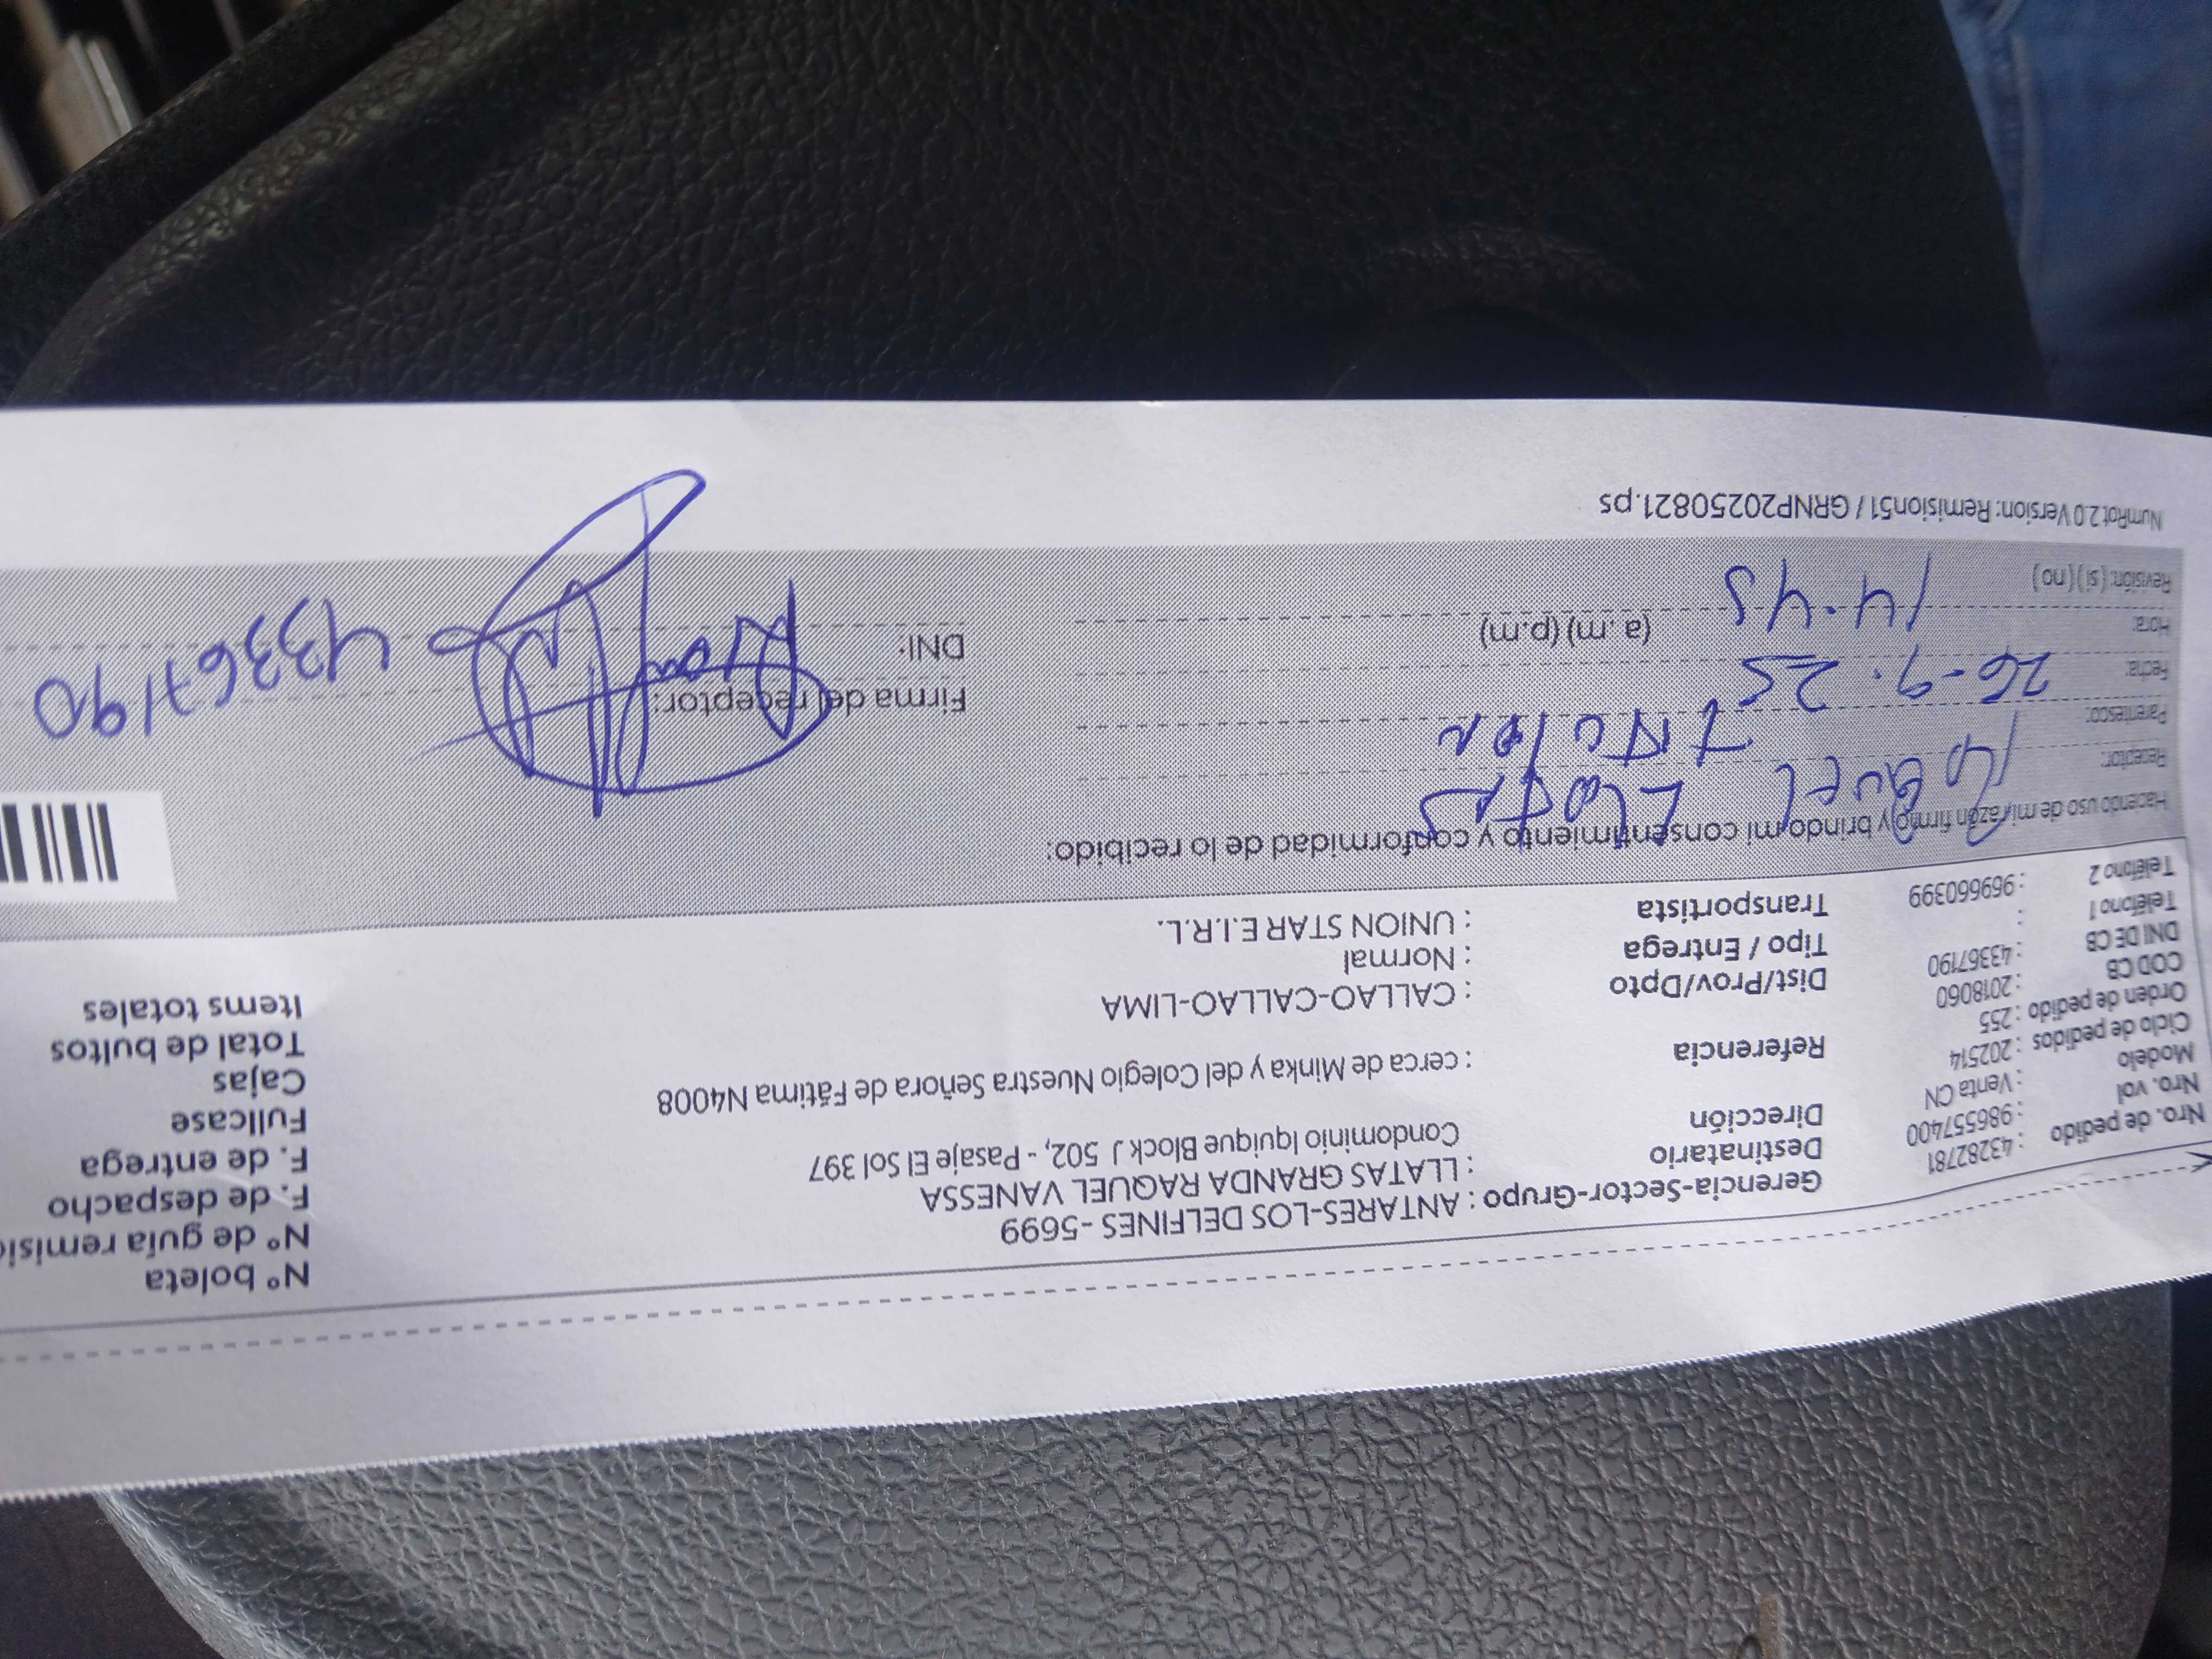 Nº boleta
Nº de guía remisi
F. de despacho
F. de entrega
Fullcase
Cajas
Total de bultos
Items totales
Gerencia-Sector-Grupo : ANTARES-LOS DELFINES -5699
Destinatario : LLATAS GRANDA RAQUEL VANESSA
Dirección Condominio Iquique Block J 502, - Pasaje El Sol 397
Referencia : cerca de Minka y del Colegio Nuestra Señora de Fátima N4008
Dist/Prov/Dpto : CALLAO-CALLAO-LIMA
Tipo / Entrega : Normal
Transportista : UNION STAR E.I.R.L.
Nro. de pedido : 43282781
Nro. vol : 986557400
Modelo : Venta CN
Ciclo de pedidos : 202514
Orden de pedido : 255
COD CB : 2018060
DNI DE CB : 43367190
Teléfono 1 :
Teléfono 2 : 969660399
Hacendo uso de mi razón firmo y brindo mi consentimiento y conformidad de lo recibido:
Receptor: Raquel Llatas
Parentesco: Titular
Fecha: 26-9-25
Hora: 14:45 (a.m) (p.m)
Revisión: (si) (no)
Firma del receptor:
DNI: 43367190
NumRot 2.0 Version: Remision51 / GRNP20250821.ps